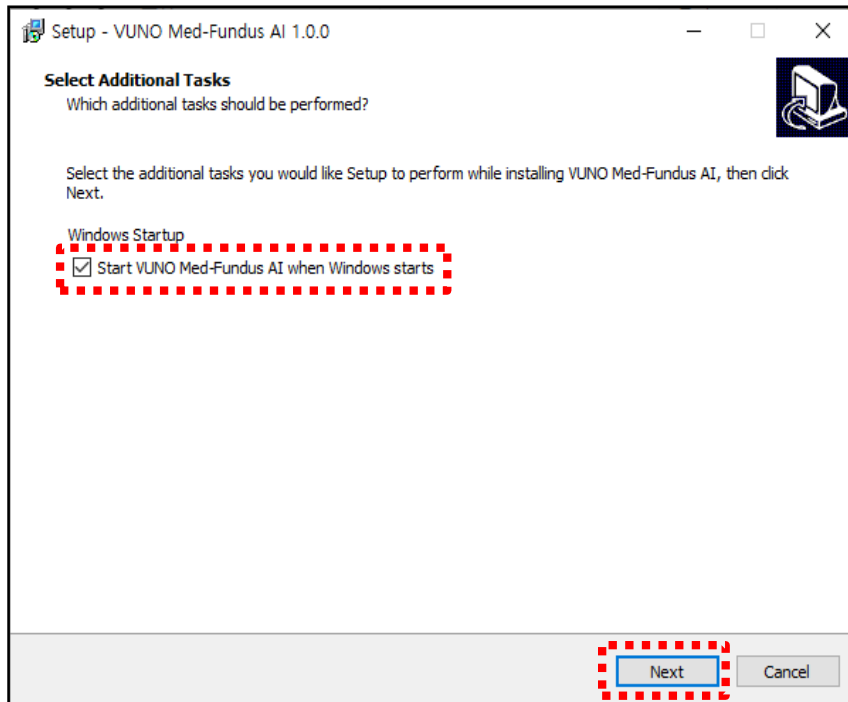 Setup - VUNO Med-Fundus AI 1.0.0
Select Additional Tasks
Which additional tasks should be performed?
Select the additional tasks you would like Setup to perform while installing VUNO Med-Fundus AI, then click
Next.
Windows Startup
Start VUNO Med-Fundus AI when Windows starts
Next
Cancel